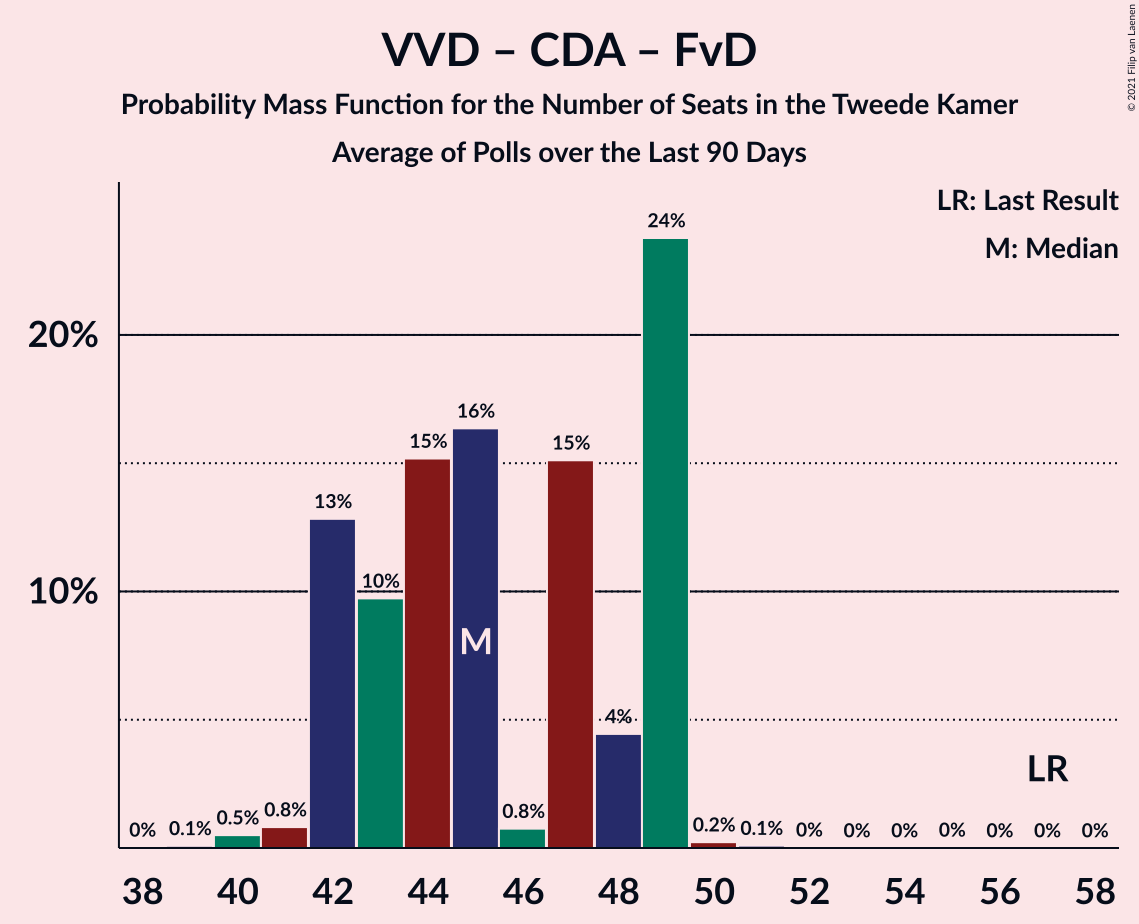 VVD – CDA – FvD
Probability Mass Function for the Number of Seats in the Tweede Kamer
Average of Polls over the Last 90 Days
© 2021 Filip van Laenen
LR: Last Result
M: Median
20%
10%
0%
0.1%
0.5%
0.8%
13%
10%
15%
16%
0.8%
15%
4%
24%
0.2%
0.1%
0%
0%
0%
0%
0%
0%
0%
M
LR
38 40 42 44 46 48 50 52 54 56 58